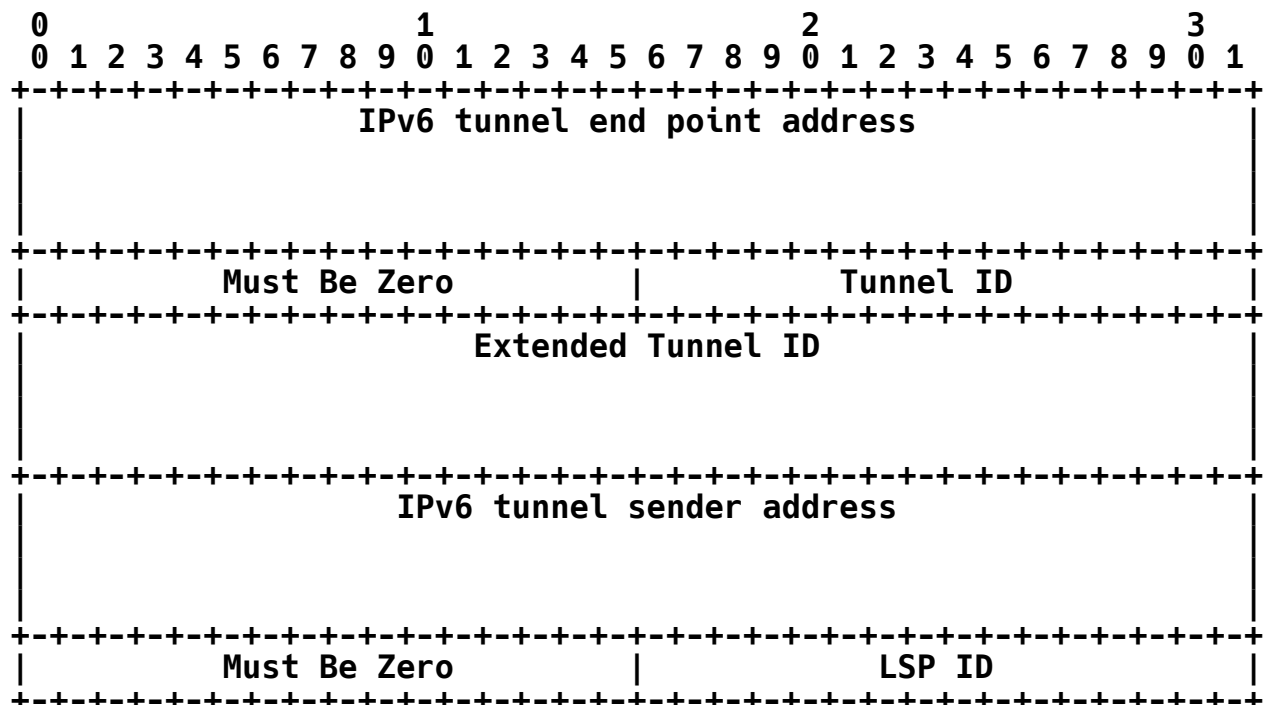 0                   1                   2                   3
 0 1 2 3 4 5 6 7 8 9 0 1 2 3 4 5 6 7 8 9 0 1 2 3 4 5 6 7 8 9 0 1
+-+-+-+-+-+-+-+-+-+-+-+-+-+-+-+-+-+-+-+-+-+-+-+-+-+-+-+-+-+-+-+-+
|                 IPv6 tunnel end point address                 |
|                                                               |
|                                                               |
|                                                               |
+-+-+-+-+-+-+-+-+-+-+-+-+-+-+-+-+-+-+-+-+-+-+-+-+-+-+-+-+-+-+-+-+
|          Must Be Zero         |          Tunnel ID            |
+-+-+-+-+-+-+-+-+-+-+-+-+-+-+-+-+-+-+-+-+-+-+-+-+-+-+-+-+-+-+-+-+
|                       Extended Tunnel ID                      |
|                                                               |
|                                                               |
|                                                               |
+-+-+-+-+-+-+-+-+-+-+-+-+-+-+-+-+-+-+-+-+-+-+-+-+-+-+-+-+-+-+-+-+
|                   IPv6 tunnel sender address                  |
|                                                               |
|                                                               |
|                                                               |
+-+-+-+-+-+-+-+-+-+-+-+-+-+-+-+-+-+-+-+-+-+-+-+-+-+-+-+-+-+-+-+-+
|          Must Be Zero         |            LSP ID             |
+-+-+-+-+-+-+-+-+-+-+-+-+-+-+-+-+-+-+-+-+-+-+-+-+-+-+-+-+-+-+-+-+